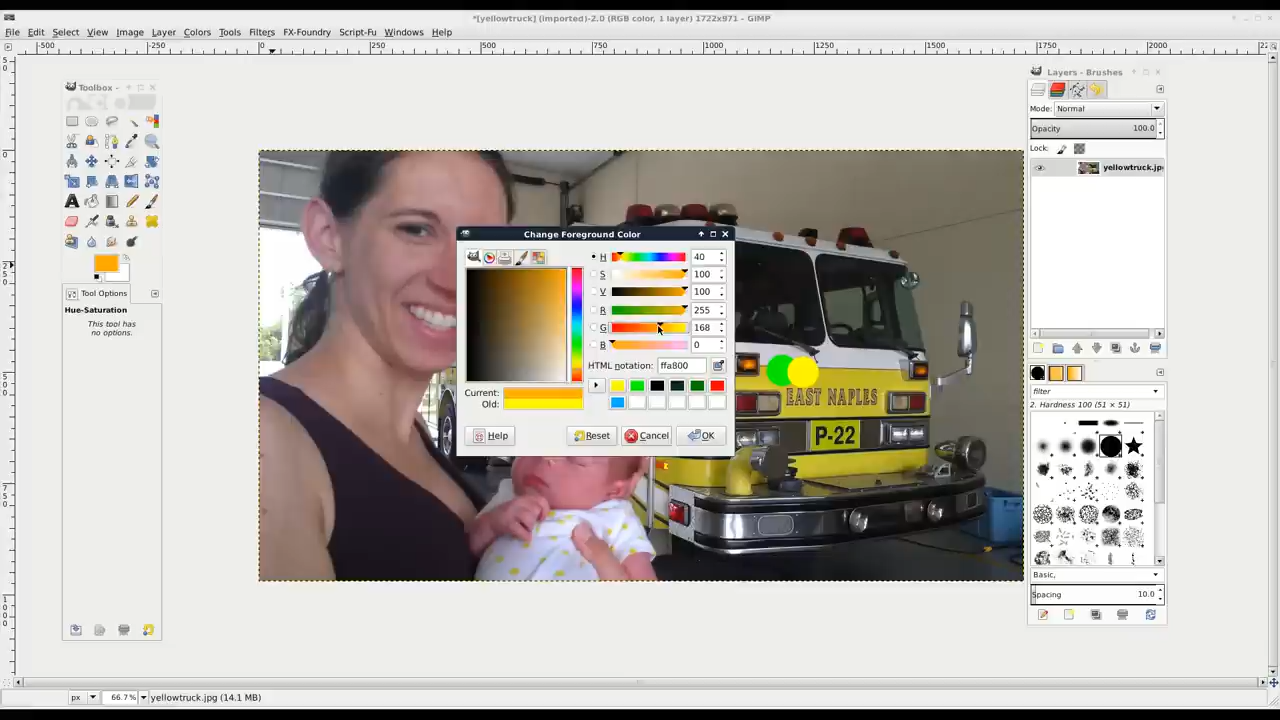 *[yellowtruck] (imported)-2.0 (RGB color, 1 layer) 1722x971 – GIMP
File Edit Select View Image Layer Colors Tools Filters FX-Foundry Script-Fu Windows Help
-500 -250 0 250 500 750 1000 1250 1500 1750 2000
Toolbox -
Layers - Brushes
Mode: Normal
Opacity 100.0
Lock:
yellowtruck.jp
Change Foreground Color
H 40
S 100
V 100
R 255
G 168
B 0
HTML notation: ffa800
Current:
Old:
Help Reset Cancel OK
Tool Options
Hue-Saturation
This tool has
no options.
EAST NAPLES
P-22
filter
2. Hardness 100 (51 × 51)
Basic,
Spacing 10.0
px 66.7% yellowtruck.jpg (14.1 MB)